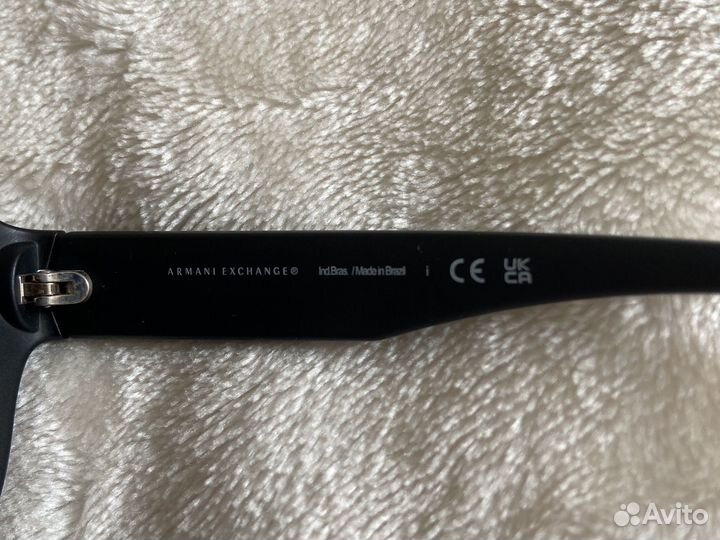 ARMANI EXCHANGE® Ind.Bras. / Made in Brazil i CE UK CA
Avito